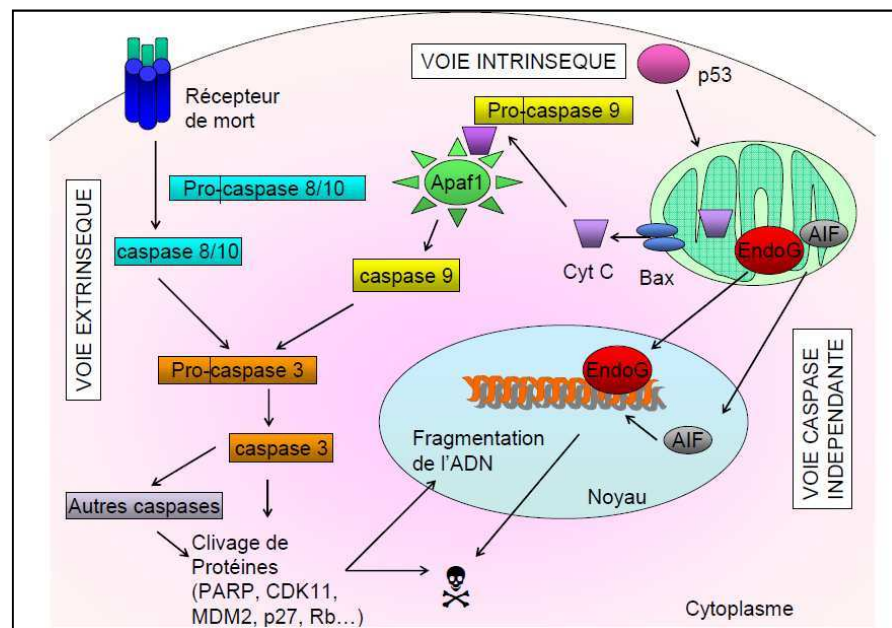 VOIE INTRINSEQUE
p53
Récepteur
de mort
Pro-caspase 9
Pro-caspase 8/10
Apaf1
caspase 8/10
caspase 9
Cyt C
Bax
EndoG
AIF
VOIE EXTRINSEQUE
Pro-caspase 3
caspase 3
Autres caspases
Clivage de
Protéines
(PARP, CDK11,
MDM2, p27, Rb...)
EndoG
AIF
Fragmentation
de l'ADN
Noyau
VOIE CASPASE
INDEPENDANTE
Cytoplasme